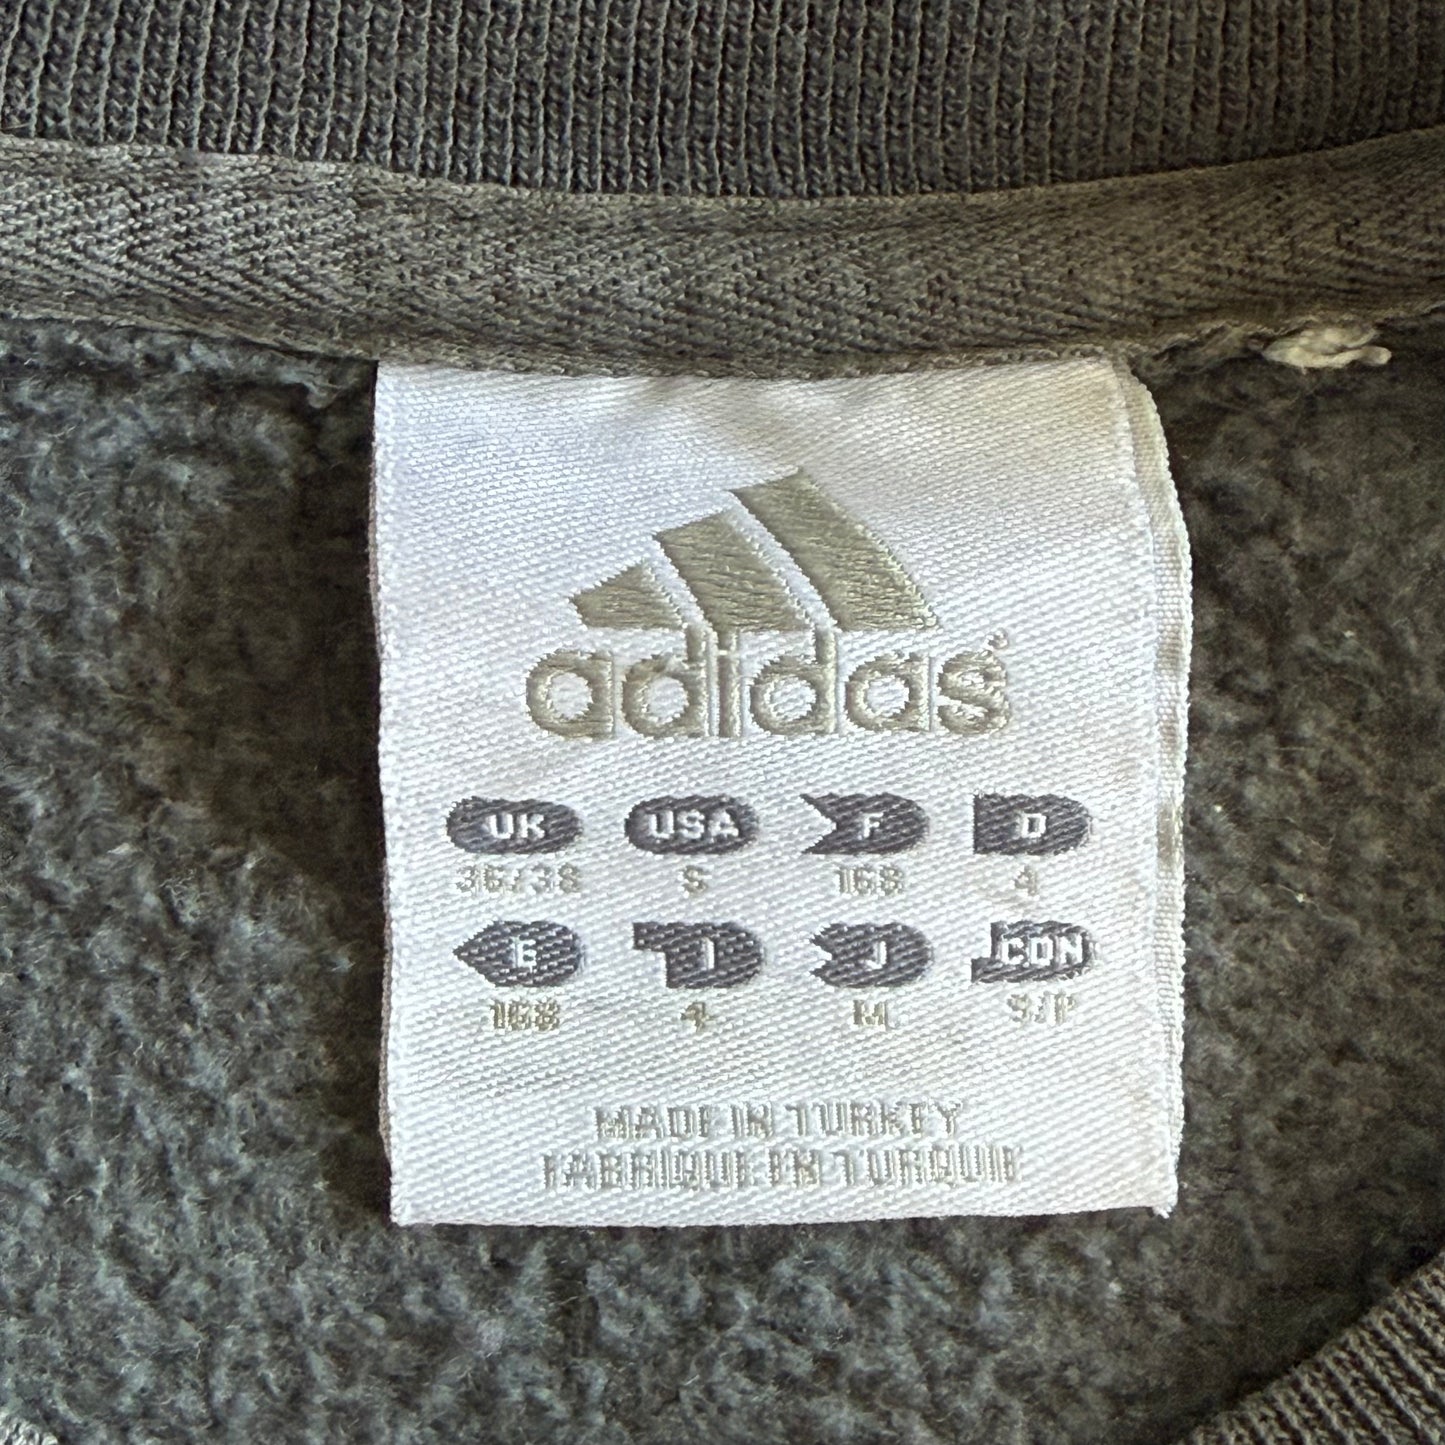 adidas®
UK USA F D
36/38 S 168 4
E I J CDN
168 4 M S/P
MADE IN TURKEY
FABRIQUE EN TURQUIE